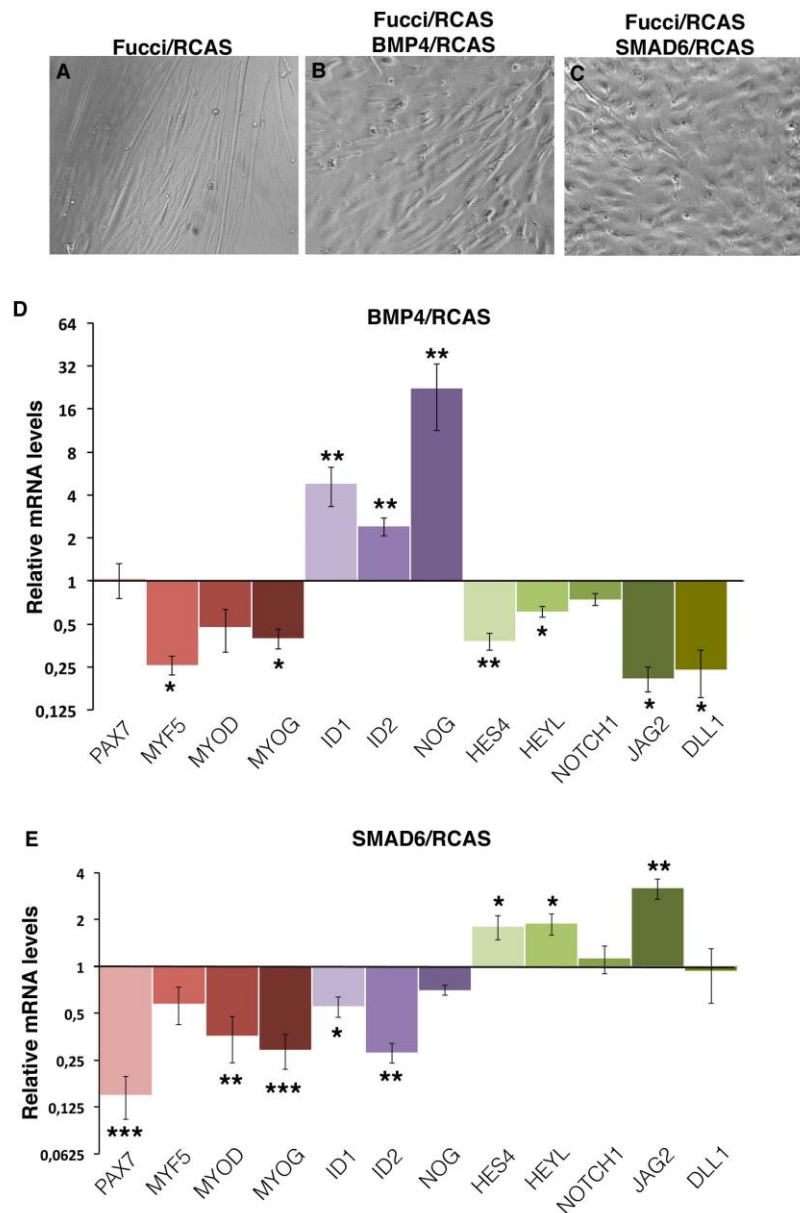 Fucci/RCAS
Fucci/RCAS
BMP4/RCAS
Fucci/RCAS
SMAD6/RCAS
A
B
C
D
BMP4/RCAS
Relative mRNA levels
64
32
16
8
4
2
1
0,5
0,25
0,125
**
**
**
*
*
**
*
*
*
PAX7
MYF5
MYOD
MYOG
ID1
ID2
NOG
HES4
HEYL
NOTCH1
JAG2
DLL1
E
SMAD6/RCAS
Relative mRNA levels
4
2
1
0,5
0,25
0,125
0,0625
***
**
***
*
**
*
*
**
PAX7
MYF5
MYOD
MYOG
ID1
ID2
NOG
HES4
HEYL
NOTCH1
JAG2
DLL1